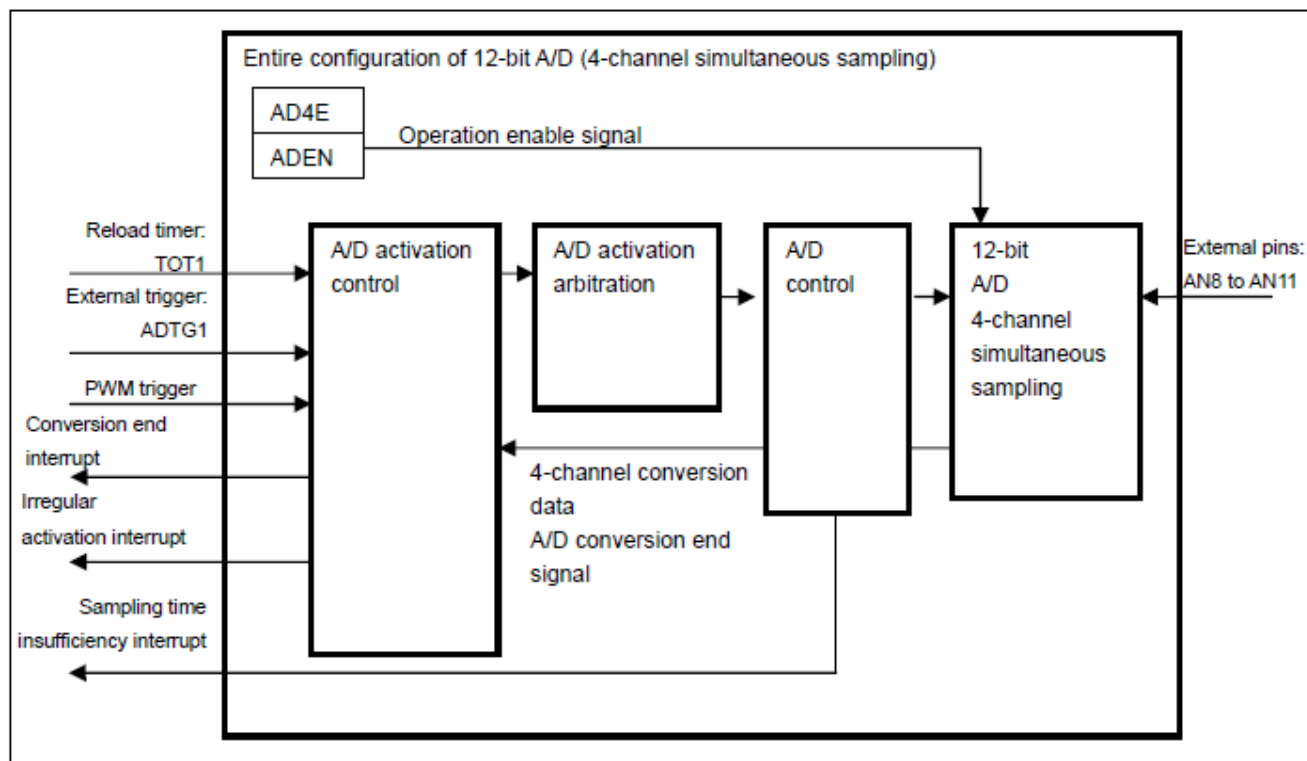 Entire configuration of 12-bit A/D (4-channel simultaneous sampling)
AD4E
ADEN
Operation enable signal
Reload timer:
TOT1
External trigger:
ADTG1
PWM trigger
Conversion end
interrupt
Irregular
activation interrupt
Sampling time
insufficiency interrupt
A/D activation
control
A/D activation
arbitration
A/D
control
12-bit
A/D
4-channel
simultaneous
sampling
External pins:
AN8 to AN11
4-channel conversion
data
A/D conversion end
signal